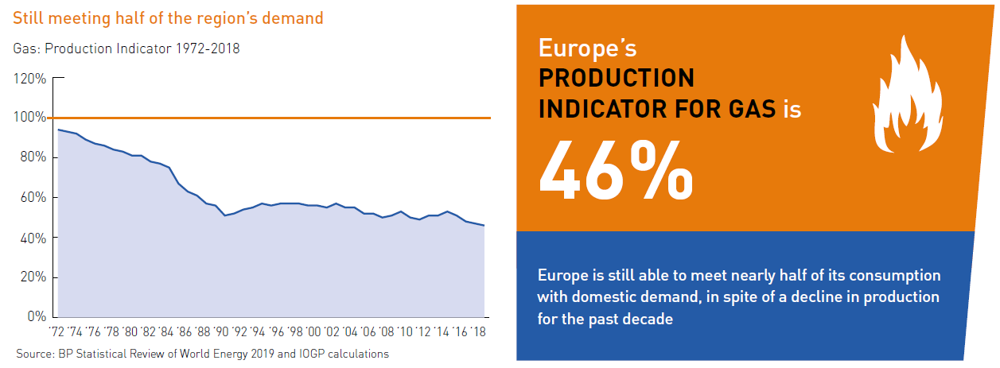 Still meeting half of the region's demand
Gas: Production Indicator 1972-2018
120%
100%
80%
60%
40%
20%
0%
'72 '74 '76 '78 '80 '82 '84 '86 '88 '90 '92 '94 '96 '98 '00 '02 '04 '06 '08 '10 '12 '14 '16 '18
Source: BP Statistical Review of World Energy 2019 and IOGP calculations
Europe's
PRODUCTION
INDICATOR FOR GAS is
46%
Europe is still able to meet nearly half of its consumption
with domestic demand, in spite of a decline in production
for the past decade